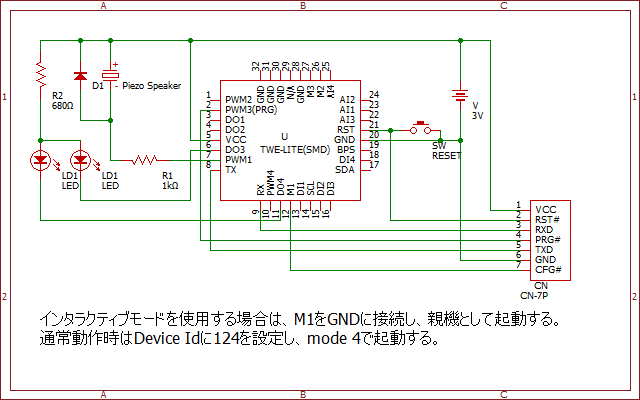 A B C
1
2
1
2
A B C
R2
680Ω
D1
+
- Piezo Speaker
LD1
LED
LD1
LED
R1
1kΩ
32 31 30 29 28 27 26 25
GND GND GND N/V GND M3 M2 AI4
1 PWM2
2 PWM3(PRG)
3 DO1
4 DO2
5 VCC
6 DO3
7 PWM1
8 TX
U
TWE-LITE(SMD)
AI2 24
AI1 23
AI3 22
RST 21
GND 20
BPS 19
DI4 18
SDA 17
RX PWM4 DO4 M1 DI1 SCL DI2 DI3
9 10 11 12 13 14 15 16
SW
RESET
V
3V
1 VCC
2 RST#
3 RXD
4 PRG#
5 TXD
6 GND
7 CFG#
CN
CN-7P
インタラクティブモードを使用する場合は、M1をGNDに接続し、親機として起動する。
通常動作時はDevice Idに124を設定し、mode 4で起動する。